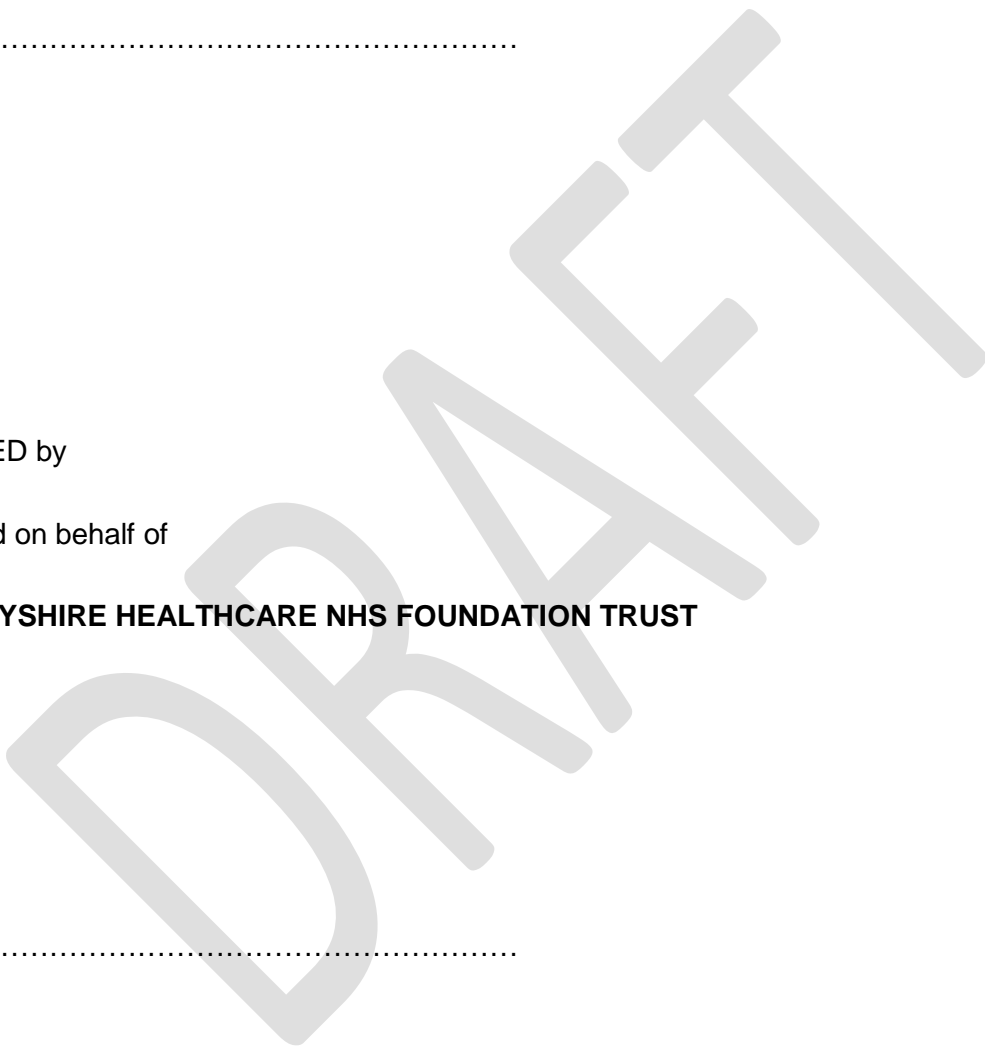 ……………………………………………
ED by
d on behalf of
YSHIRE HEALTHCARE NHS FOUNDATION TRUST
……………………………………………
DRAFT